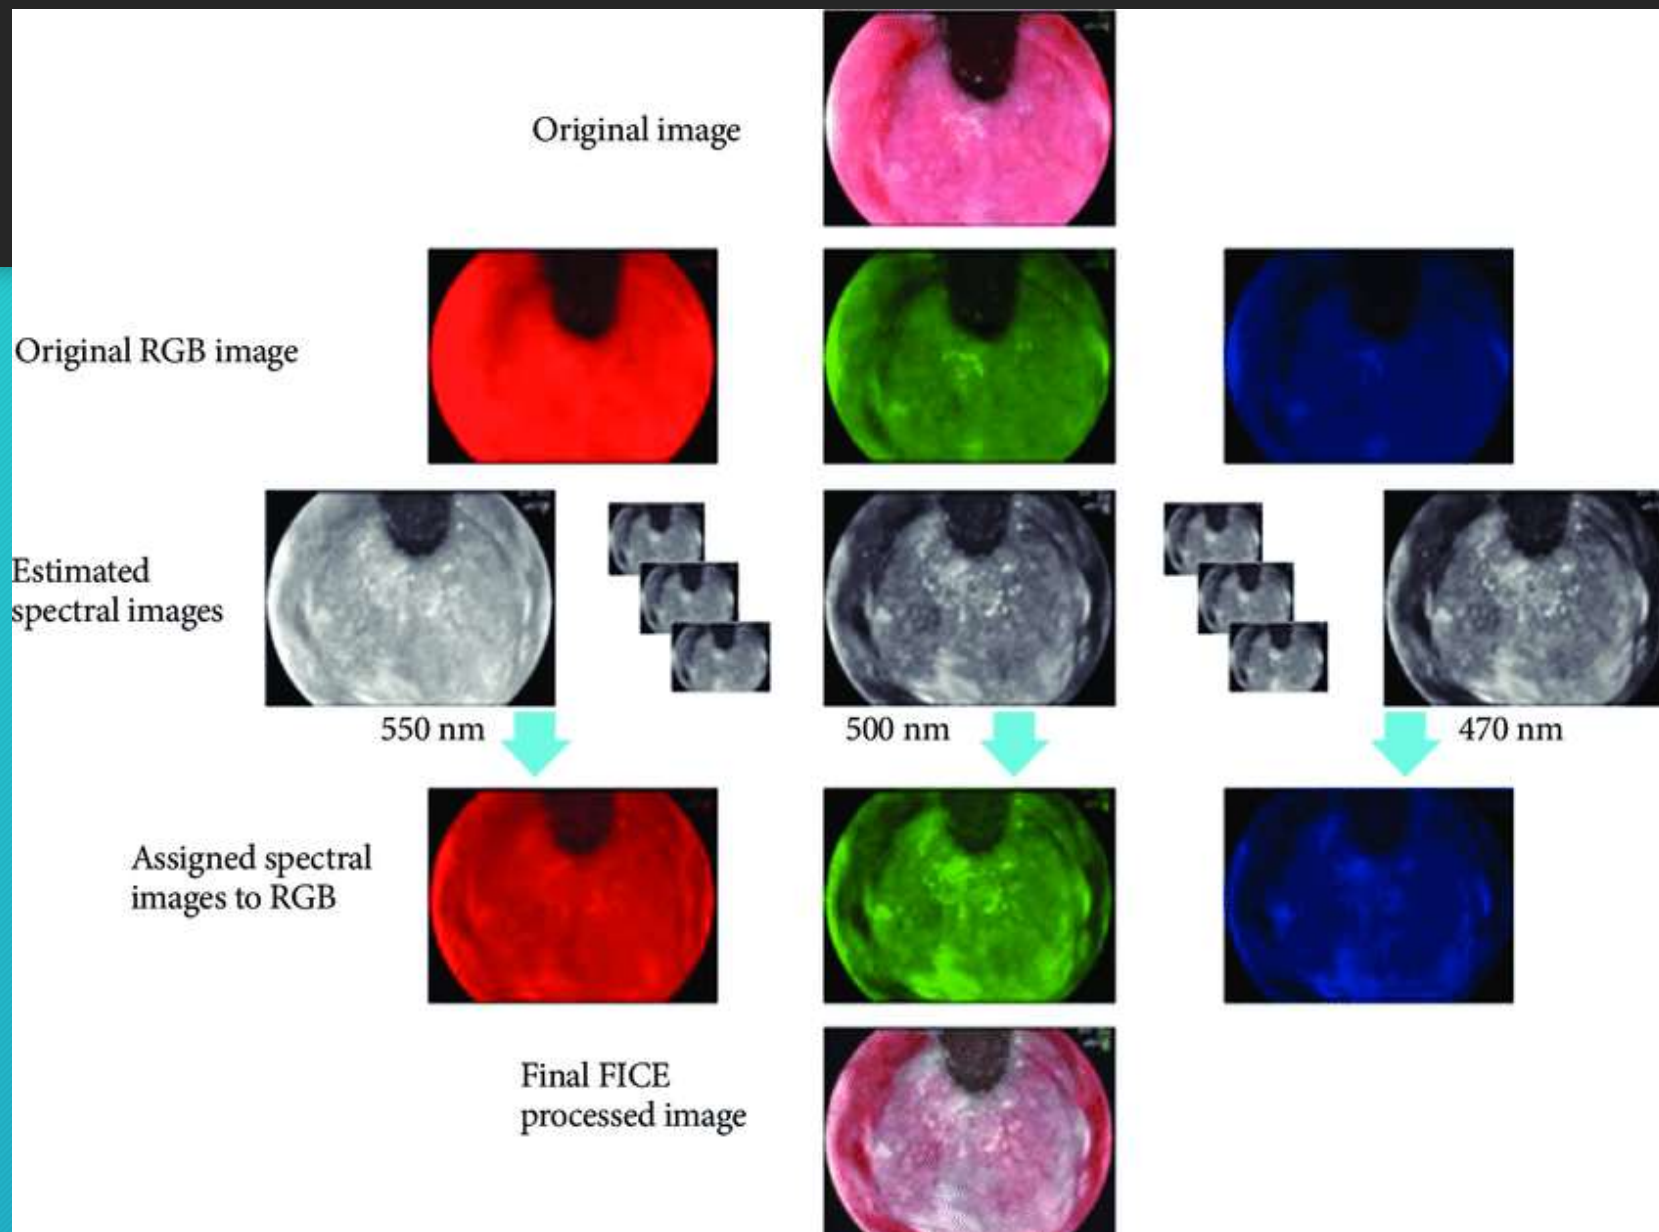 Original image
Original RGB image
Estimated
spectral images
550 nm
500 nm
470 nm
Assigned spectral
images to RGB
Final FICE
processed image